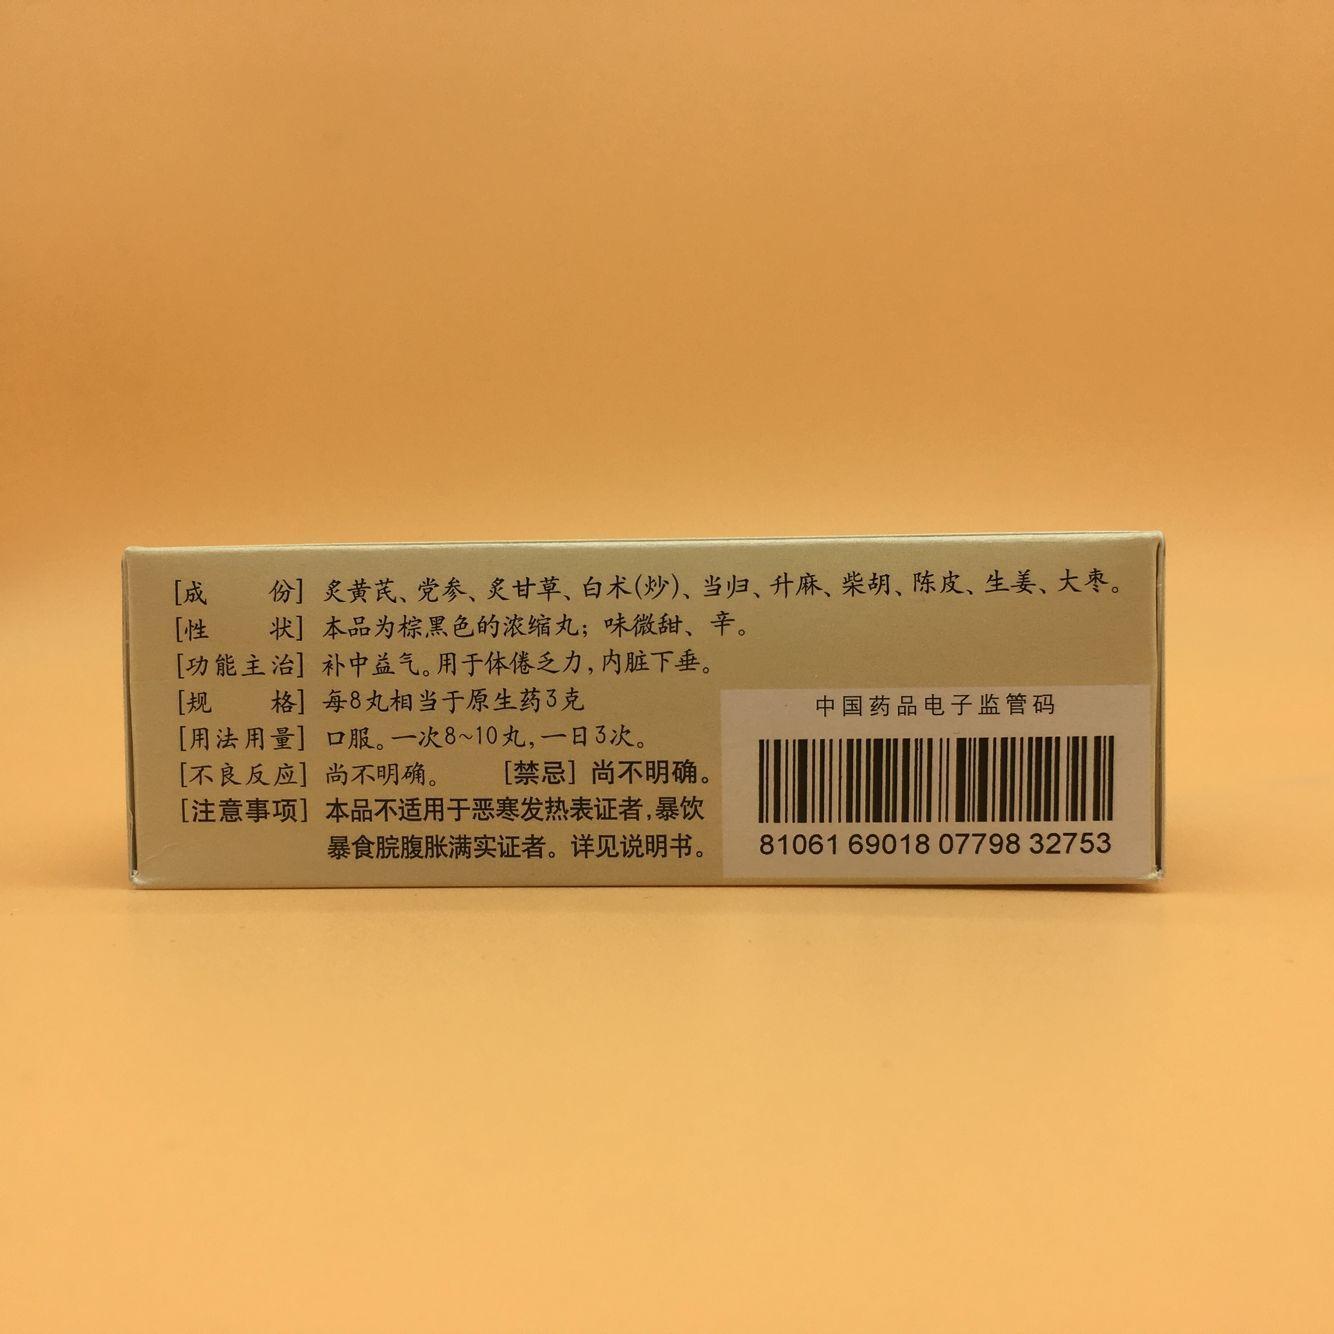 [成份] 炙黄芪、党参、炙甘草、白术(炒)、当归、升麻、柴胡、陈皮、生姜、大枣。
[性状] 本品为棕黑色的浓缩丸；味微甜、辛。
[功能主治] 补中益气。用于体倦乏力,内脏下垂。
[规格] 每8丸相当于原生药3克
[用法用量] 口服。一次8~10丸,一日3次。
[不良反应] 尚不明确。 [禁忌] 尚不明确。
[注意事项] 本品不适用于恶寒发热表证者,暴饮
暴食脘腹胀满实证者。详见说明书。
中国药品电子监管码
81061 69018 07798 32753